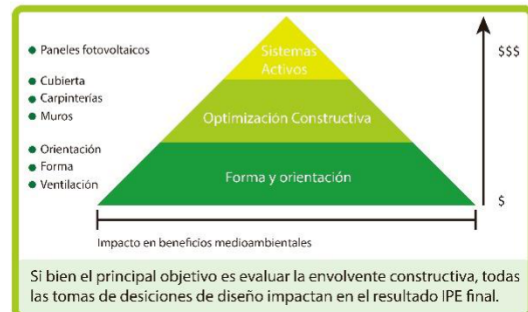 Paneles fotovoltaicos
Cubierta
Carpinterías
Muros
Orientación
Forma
Ventilación
Sistemas
Activos
Optimización Constructiva
Forma y orientación
$$$
$
Impacto en beneficios medioambientales
Si bien el principal objetivo es evaluar la envolvente constructiva, todas
las tomas de desiciones de diseño impactan en el resultado IPE final.